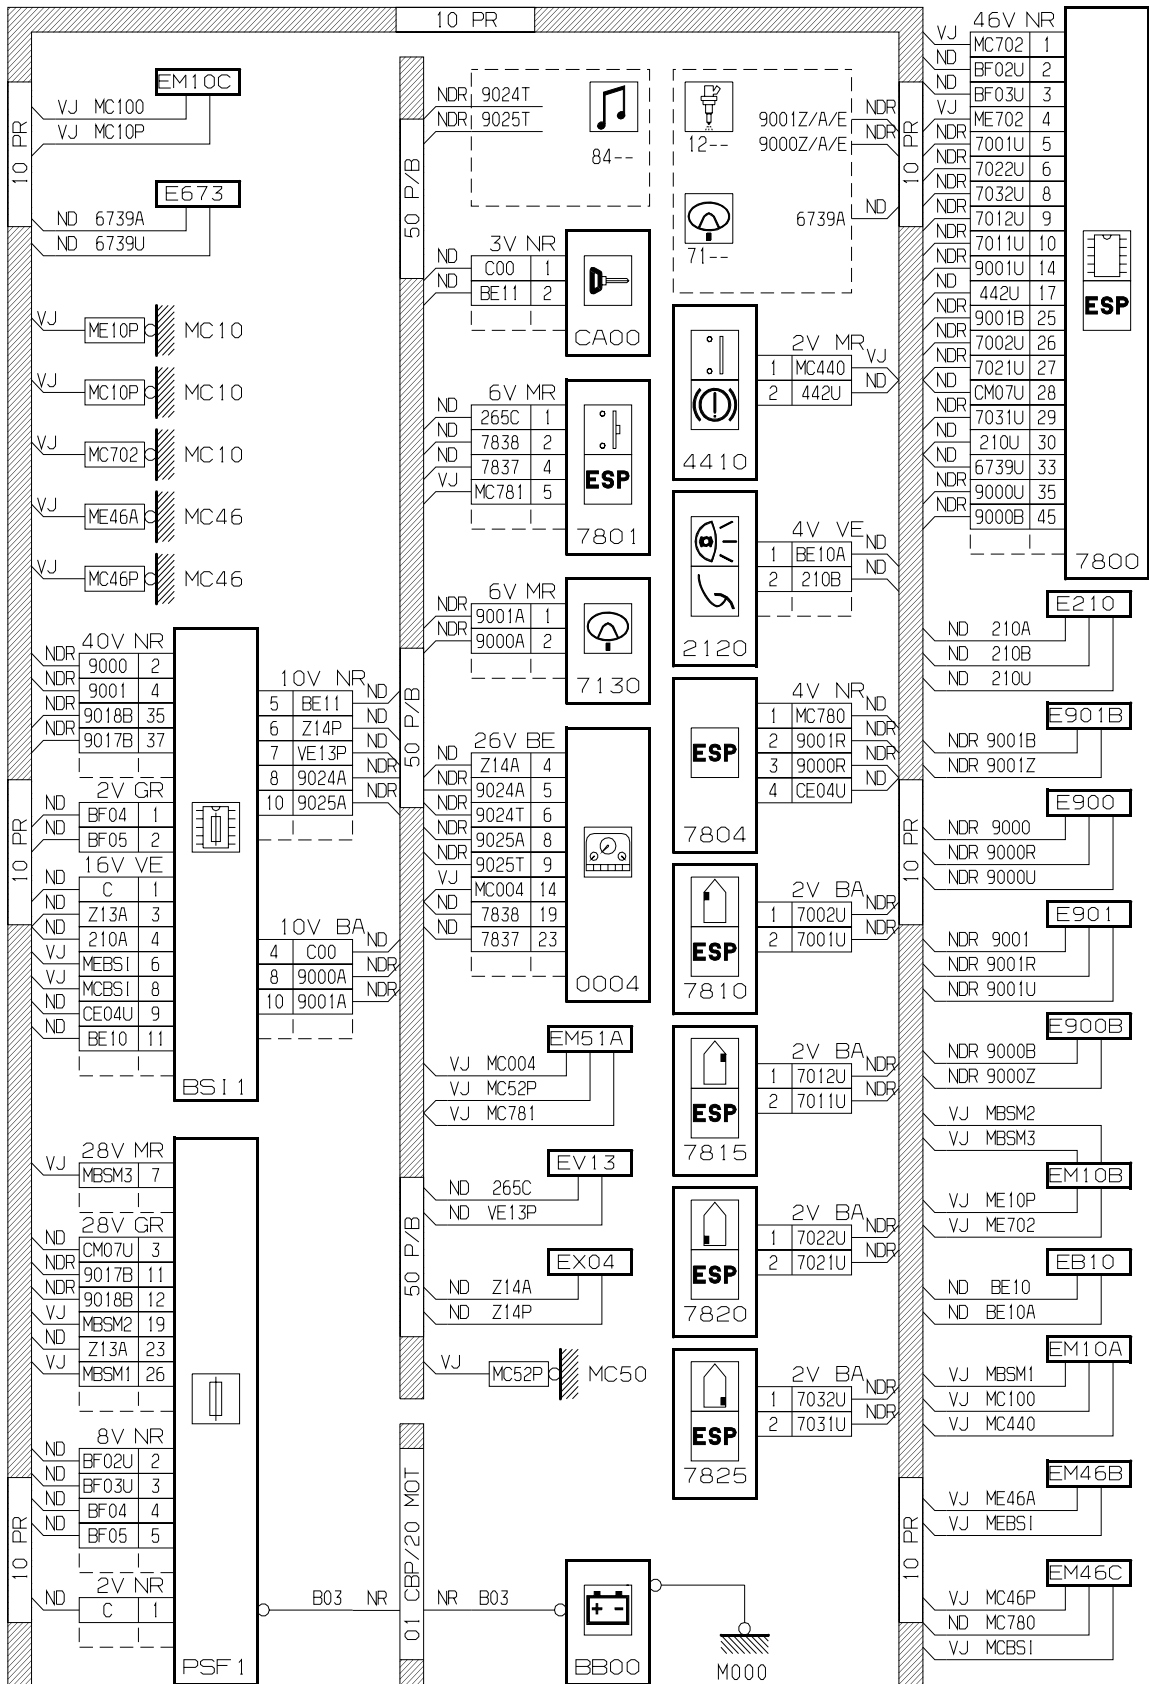 10 PR
10 PR
EM10C
VJ MC100
VJ MC10P
E673
ND 6739A
ND 6739U
VJ ME10P MC10
VJ MC10P MC10
VJ MC702 MC10
VJ ME46A MC46
VJ MC46P MC46
40V NR
NDR 9000 2
NDR 9001 4
NDR 9018B 35
NDR 9017B 37
2V GR
ND BF04 1
ND BF05 2
16V VE
ND C 1
ND Z13A 3
ND 210A 4
VJ MEBSI 6
VJ MCBSI 8
ND CE04U 9
ND BE10 11
10 PR
10V NR
5 BE11 ND
6 Z14P ND
7 VE13P ND
8 9024A NDR
10 9025A NDR
10V BA
4 C00 ND
8 9000A NDR
10 9001A NDR
BSI1
28V MR
VJ MBSM3 7
28V GR
ND CM07U 3
NDR 9017B 11
NDR 9018B 12
VJ MBSM2 19
ND Z13A 23
VJ MBSM1 26
8V NR
ND BF02U 2
ND BF03U 3
ND BF04 4
ND BF05 5
2V NR
ND C 1
10 PR
PSF1
B03 NR
50 P/B
NDR 9024T
NDR 9025T
84--
3V NR
ND C00 1
ND BE11 2
CA00
6V MR
ND 265C 1
ND 7838 2
ND 7837 4
VJ MC781 5
ESP
7801
6V MR
NDR 9001A 1
NDR 9000A 2
7130
50 P/B
26V BE
ND Z14A 4
NDR 9024A 5
NDR 9024T 6
NDR 9025A 8
NDR 9025T 9
VJ MC004 14
ND 7838 19
ND 7837 23
0004
EM51A
VJ MC004
VJ MC52P
VJ MC781
EV13
ND 265C
ND VE13P
50 P/B
EX04
ND Z14A
ND Z14P
VJ MC52P MC50
01 CBP/20 MOT
NR B03
BB00
M000
12--
9001Z/A/E NDR
9000Z/A/E NDR
71--
6739A ND
10 PR
2V MR
1 MC440 VJ
2 442U ND
4410
4V VE
1 BE10A ND
2 210B ND
2120
4V NR
1 MC780 ND
2 9001R NDR
3 9000R NDR
4 CE04U ND
ESP
7804
10 PR
2V BA
1 7002U NDR
2 7001U NDR
ESP
7810
2V BA
1 7012U NDR
2 7011U NDR
ESP
7815
2V BA
1 7022U NDR
2 7021U NDR
ESP
7820
2V BA
1 7032U NDR
2 7031U NDR
ESP
7825
10 PR
46V NR
VJ MC702 1
ND BF02U 2
ND BF03U 3
VJ ME702 4
NDR 7001U 5
NDR 7022U 6
NDR 7032U 8
NDR 7012U 9
NDR 7011U 10
NDR 9001U 14
ND 442U 17
NDR 9001B 25
NDR 7002U 26
NDR 7021U 27
ND CM07U 28
NDR 7031U 29
ND 210U 30
ND 6739U 33
NDR 9000U 35
NDR 9000B 45
ESP
7800
E210
ND 210A
ND 210B
ND 210U
E901B
NDR 9001B
NDR 9001Z
E900
NDR 9000
NDR 9000R
NDR 9000U
E901
NDR 9001
NDR 9001R
NDR 9001U
E900B
NDR 9000B
NDR 9000Z
VJ MBSM2
VJ MBSM3
EM10B
VJ ME10P
VJ ME702
EB10
ND BE10
ND BE10A
EM10A
VJ MBSM1
VJ MC100
VJ MC440
EM46B
VJ ME46A
VJ MEBSI
EM46C
VJ MC46P
ND MC780
VJ MCBSI